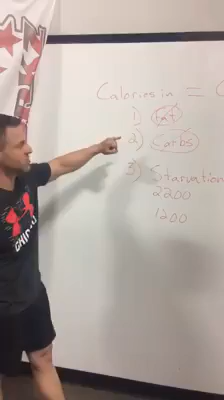 Calories in = C
1) Fat
2) Carbs
3) Starvation
2200
1200